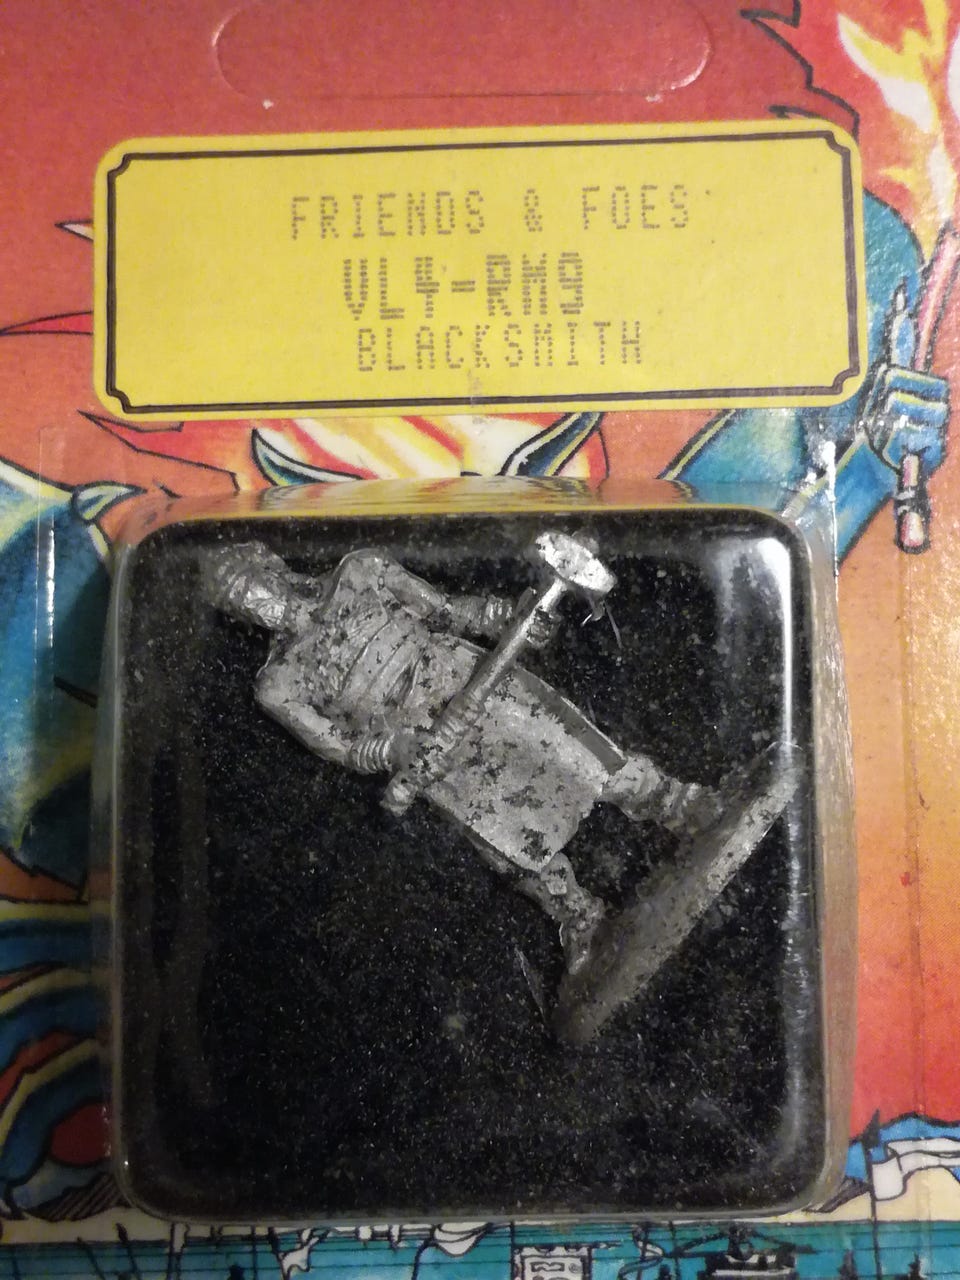 FRIENDS & FOES
VL4-RM9
BLACKSMITH